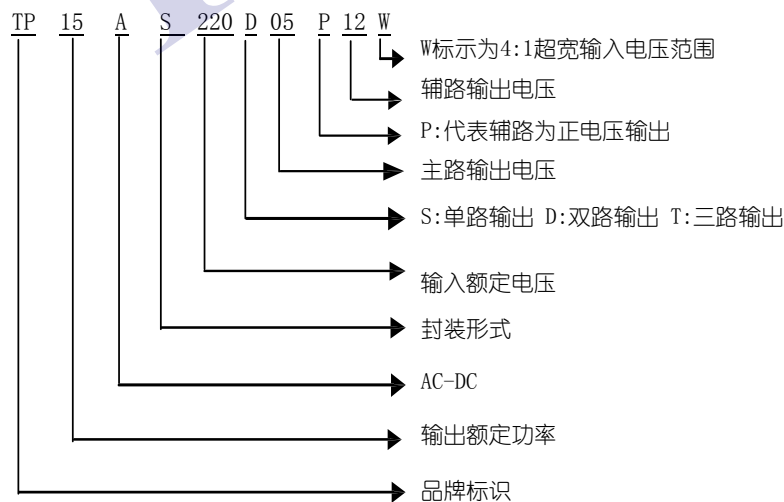 TP 15 A S 220 D 05 P 12 W
W标示为4:1超宽输入电压范围
辅路输出电压
P:代表辅路为正电压输出
主路输出电压
S:单路输出 D:双路输出 T:三路输出
输入额定电压
封装形式
AC-DC
输出额定功率
品牌标识